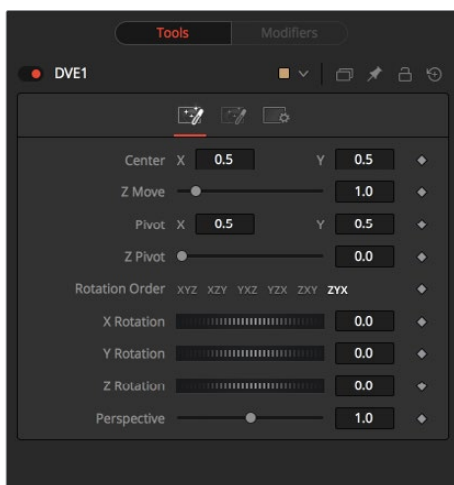 Tools Modifiers
DVE1
Center X 0.5 Y 0.5
Z Move 1.0
Pivot X 0.5 Y 0.5
Z Pivot 0.0
Rotation Order XYZ XZY YXZ YZX ZXY ZYX
X Rotation 0.0
Y Rotation 0.0
Z Rotation 0.0
Perspective 1.0